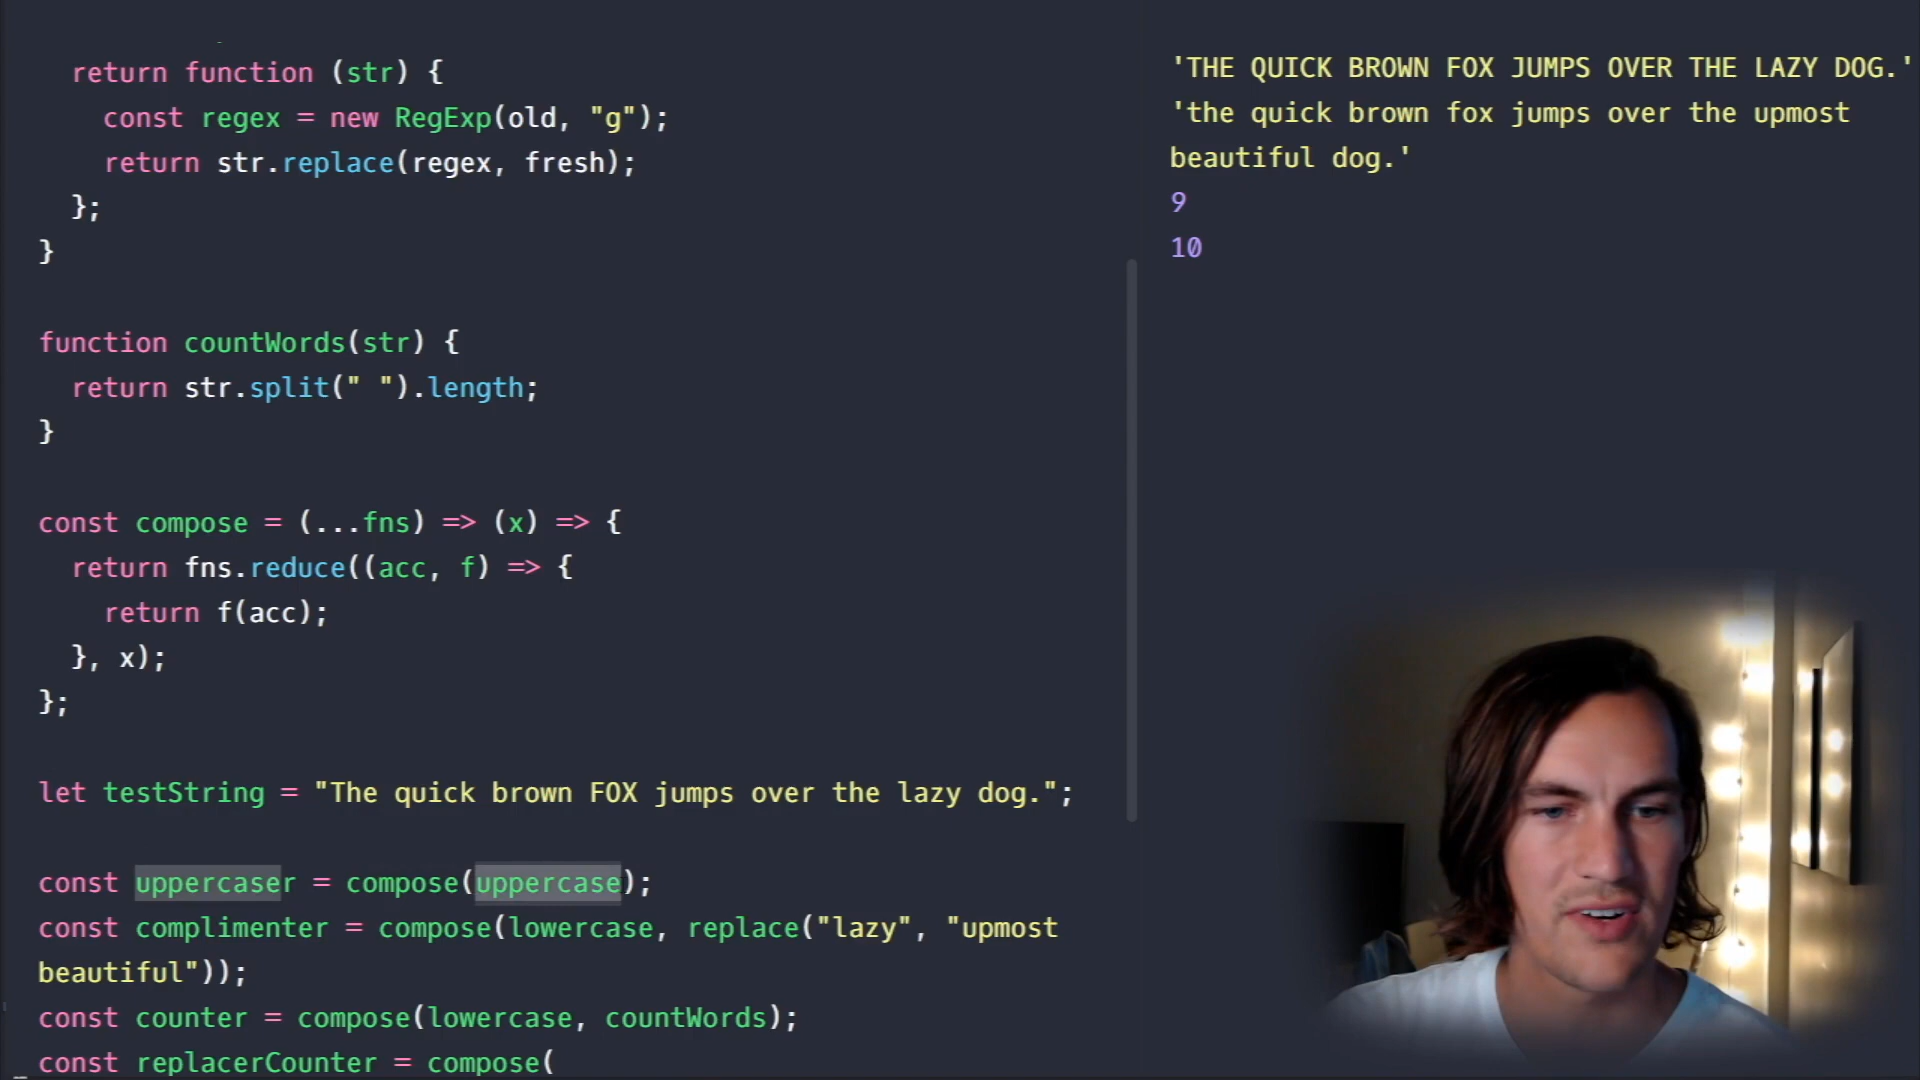 return function (str) {
const regex = new RegExp(old, "g");
return str.replace(regex, fresh);
};
}
function countWords(str) {
return str.split(" ").length;
}
const compose = (...fns) => (x) => {
return fns.reduce((acc, f) => {
return f(acc);
}, x);
};
let testString = "The quick brown FOX jumps over the lazy dog.";
const uppercaser = compose(uppercase);
const complimenter = compose(lowercase, replace("lazy", "upmost
beautiful"));
const counter = compose(lowercase, countWords);
const replacerCounter = compose(
'THE QUICK BROWN FOX JUMPS OVER THE LAZY DOG.'
'the quick brown fox jumps over the upmost
beautiful dog.'
9
10